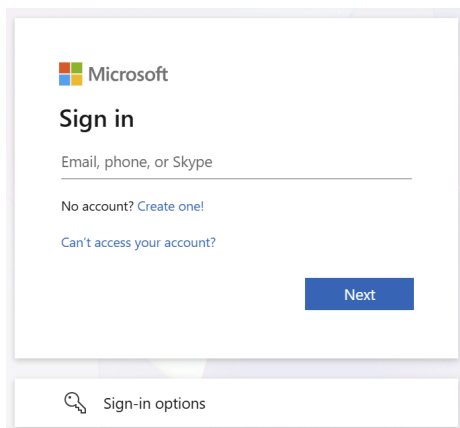 Microsoft
Sign in
Email, phone, or Skype
No account? Create one!
Can't access your account?
Next
Sign-in options